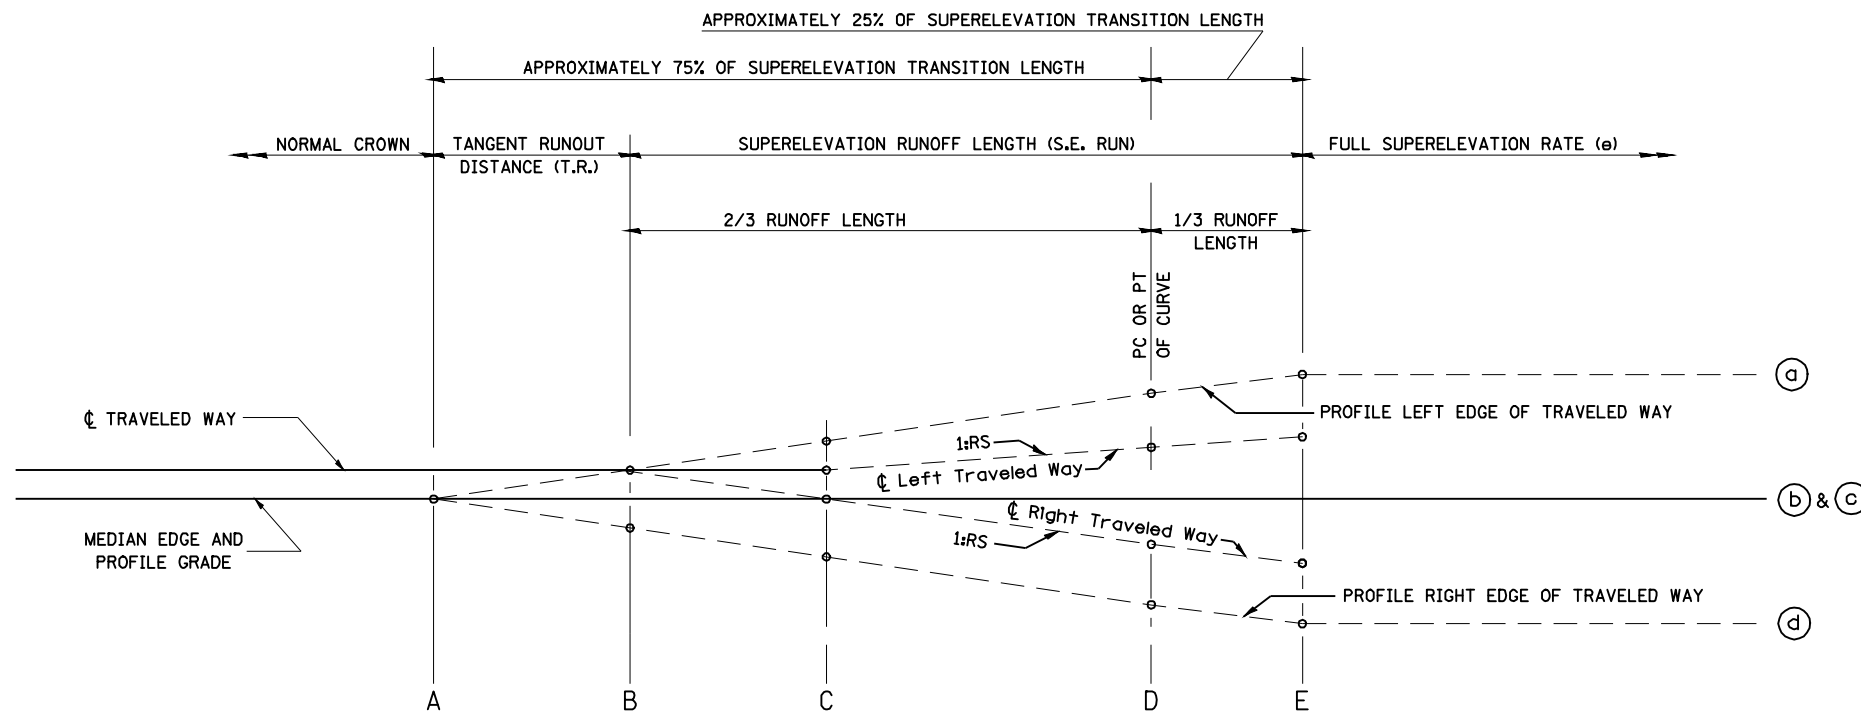 APPROXIMATELY 25% OF SUPERELEVATION TRANSITION LENGTH
APPROXIMATELY 75% OF SUPERELEVATION TRANSITION LENGTH
NORMAL CROWN
TANGENT RUNOUT
DISTANCE (T.R.)
SUPERELEVATION RUNOFF LENGTH (S.E. RUN)
FULL SUPERELEVATION RATE (e)
2/3 RUNOFF LENGTH
1/3 RUNOFF
LENGTH
PC OR PT
OF CURVE
a
PROFILE LEFT EDGE OF TRAVELED WAY
℄ TRAVELED WAY
1:RS
℄ Left Traveled Way
b & c
℄ Right Traveled Way
1:RS
MEDIAN EDGE AND
PROFILE GRADE
PROFILE RIGHT EDGE OF TRAVELED WAY
d
A B C D E